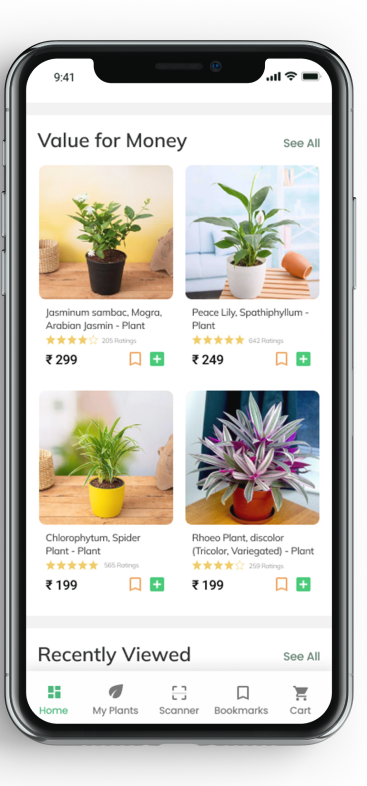 9:41
Value for Money
See All
Jasminum sambac, Mogra,
Arabian Jasmin - Plant
205 Ratings
₹ 299
Peace Lily, Spathiphyllum -
Plant
642 Ratings
₹ 249
Chlorophytum, Spider
Plant - Plant
565 Ratings
₹ 199
Rhoeo Plant, discolor
(Tricolor, Variegated) - Plant
259 Ratings
₹ 199
Recently Viewed
See All
Home
My Plants
Scanner
Bookmarks
Cart